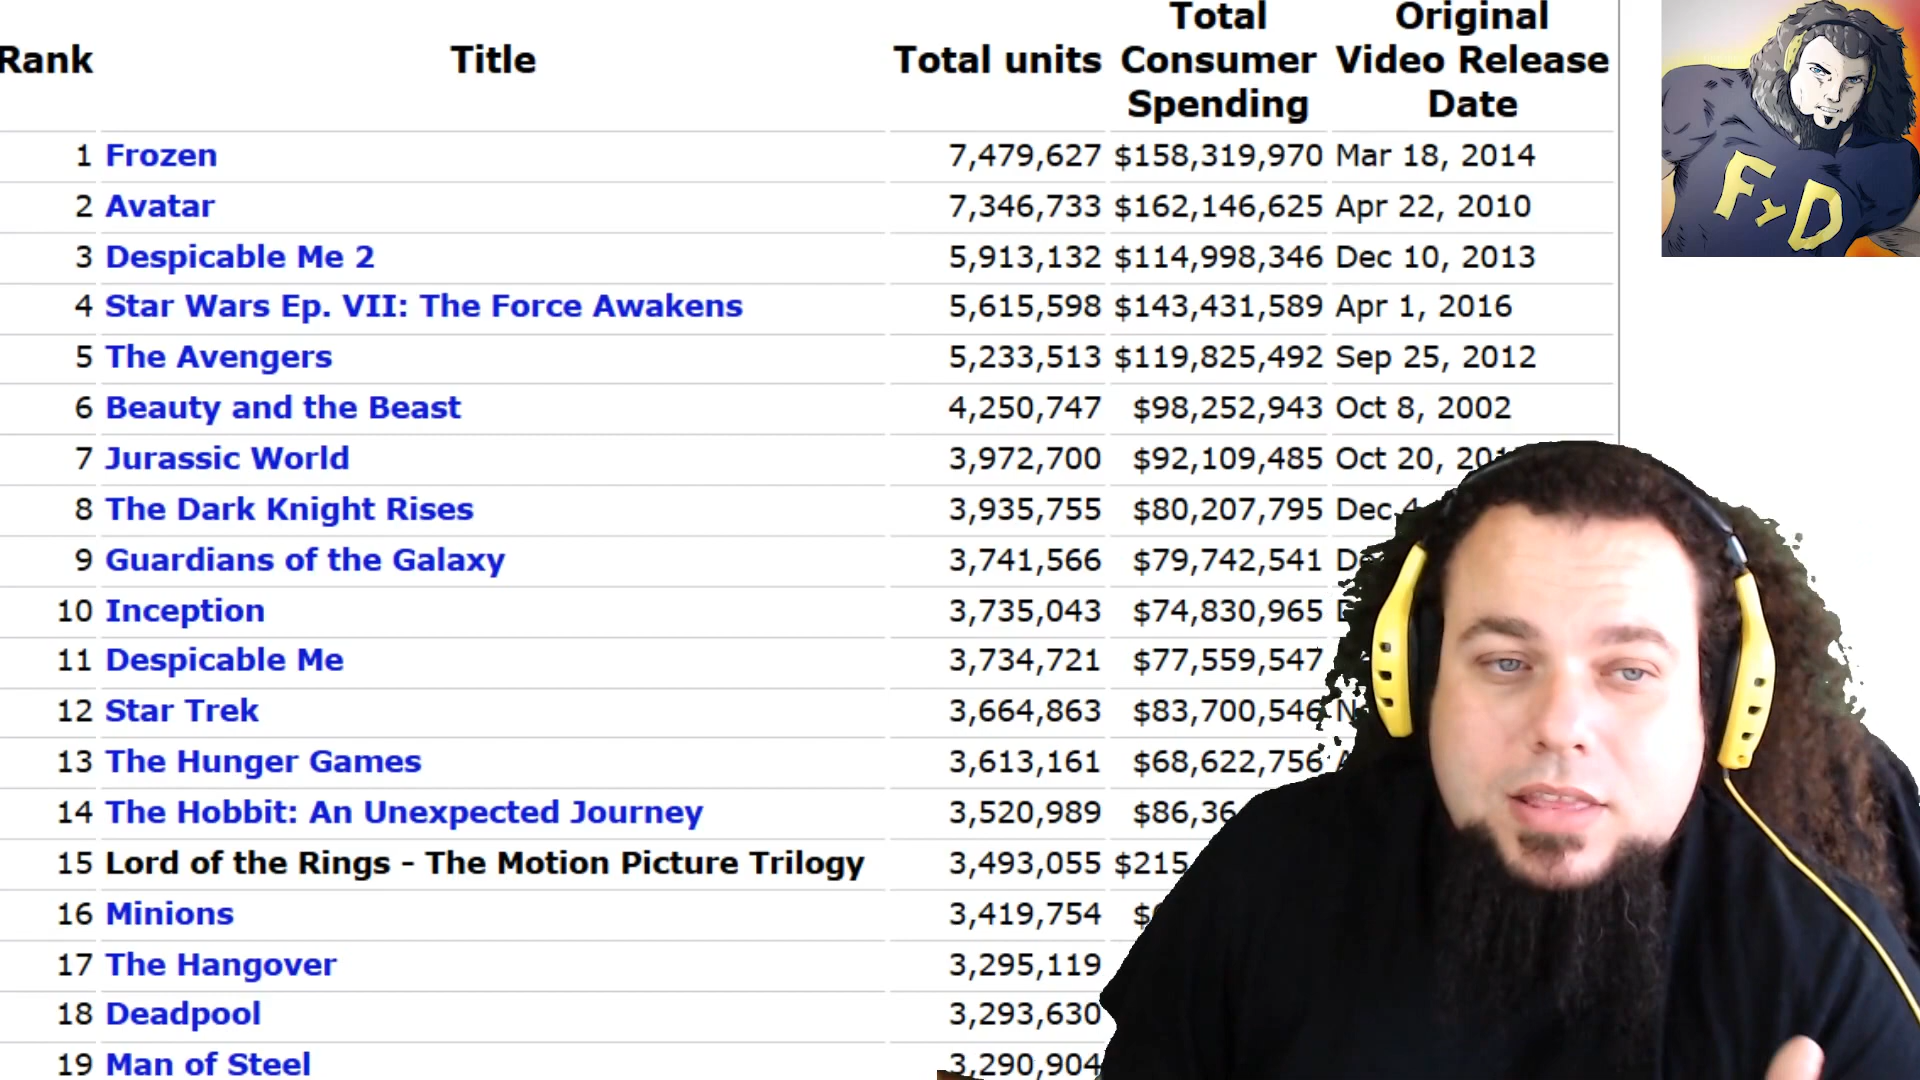 Rank Title Total units Total Consumer Spending Original Video Release Date
1 Frozen 7,479,627 $158,319,970 Mar 18, 2014
2 Avatar 7,346,733 $162,146,625 Apr 22, 2010
3 Despicable Me 2 5,913,132 $114,998,346 Dec 10, 2013
4 Star Wars Ep. VII: The Force Awakens 5,615,598 $143,431,589 Apr 1, 2016
5 The Avengers 5,233,513 $119,825,492 Sep 25, 2012
6 Beauty and the Beast 4,250,747 $98,252,943 Oct 8, 2002
7 Jurassic World 3,972,700 $92,109,485 Oct 20,
8 The Dark Knight Rises 3,935,755 $80,207,795 Dec
9 Guardians of the Galaxy 3,741,566 $79,742,541
10 Inception 3,735,043 $74,830,965
11 Despicable Me 3,734,721 $77,559,547
12 Star Trek 3,664,863 $83,700,546
13 The Hunger Games 3,613,161 $68,622,756
14 The Hobbit: An Unexpected Journey 3,520,989
15 Lord of the Rings - The Motion Picture Trilogy 3,493,055
16 Minions 3,419,754
17 The Hangover 3,295,119
18 Deadpool 3,293,630
19 Man of Steel 3,290,904
FYD